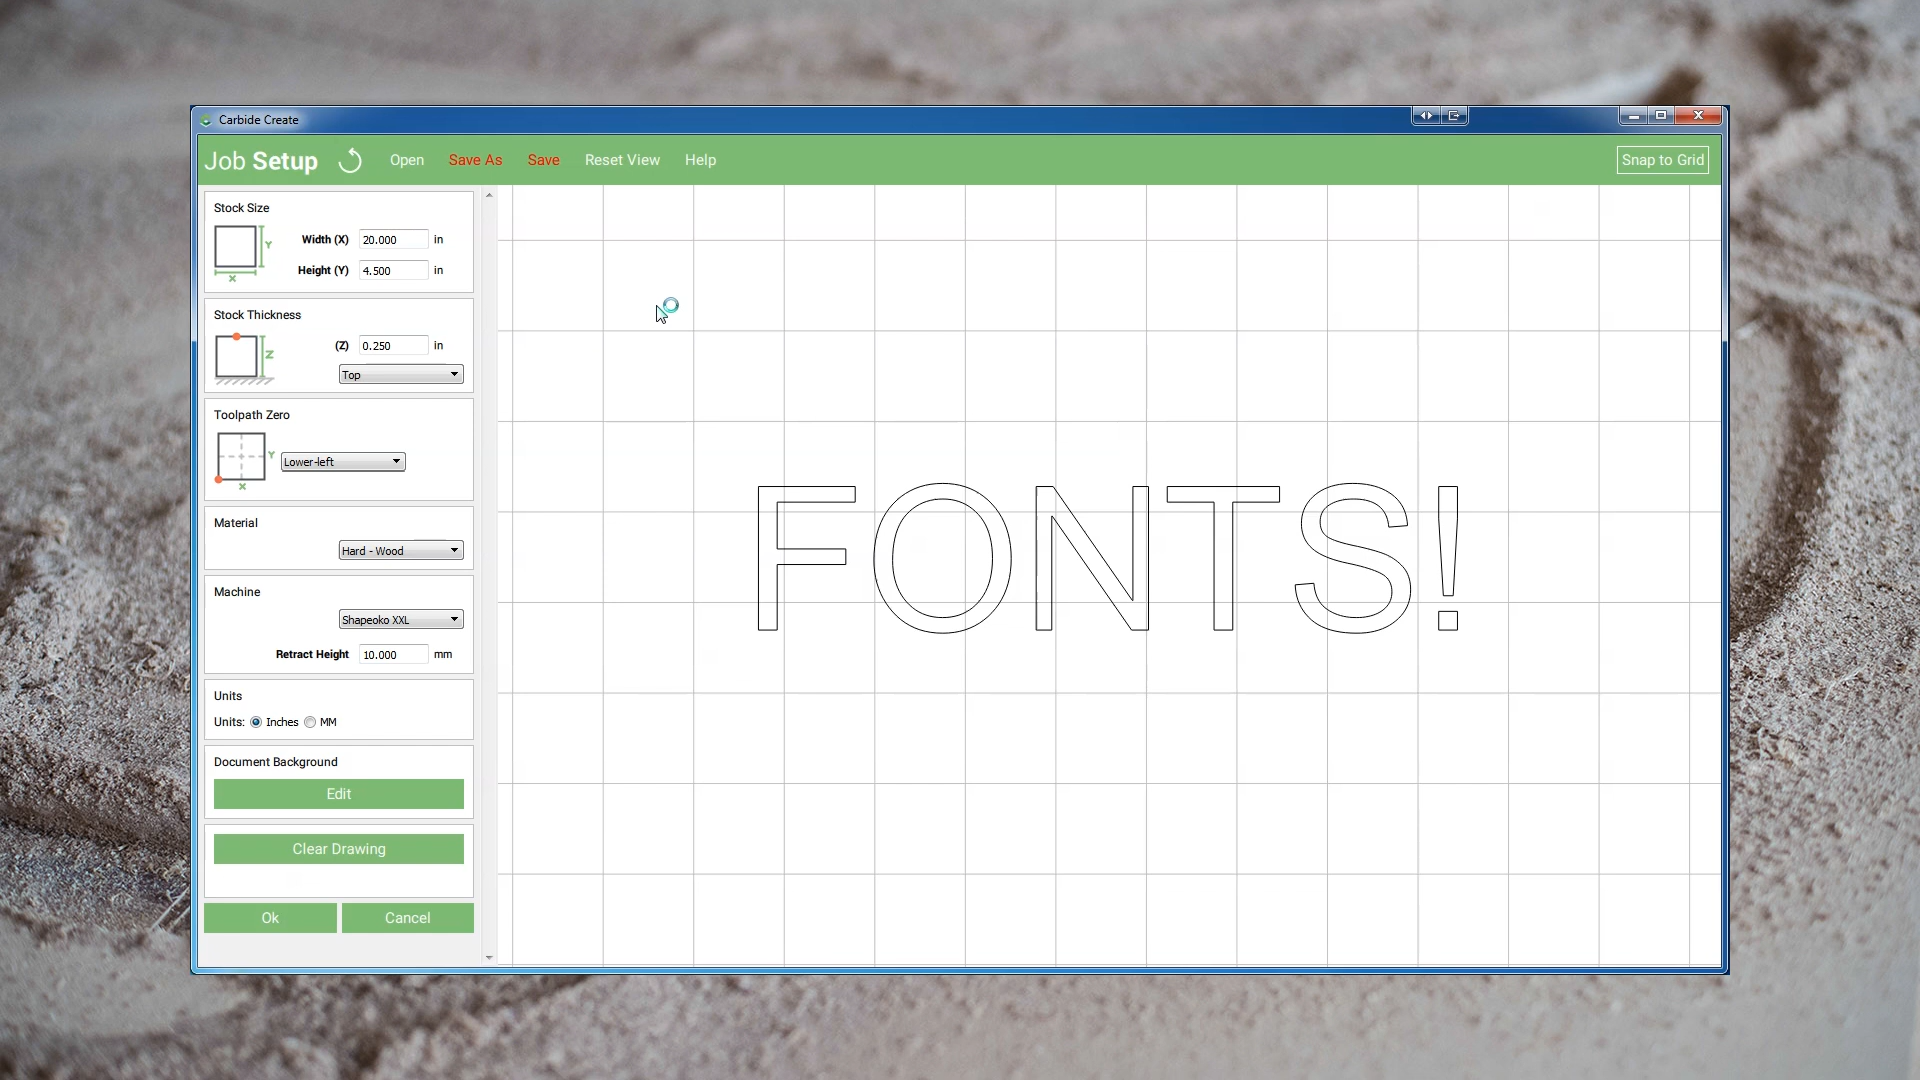 Carbide Create
Job Setup Open Save As Save Reset View Help Snap to Grid
Stock Size
Y
Width (X) 20.000 in
Height (Y) 4.500 in
X
Stock Thickness
Z
(Z) 0.250 in
Top
Toolpath Zero
Y
Lower-left
X
Material
Hard - Wood
Machine
Shapeoko XXL
Retract Height 10.000 mm
Units
Units: Inches MM
Document Background
Edit
Clear Drawing
Ok Cancel
FONTS!